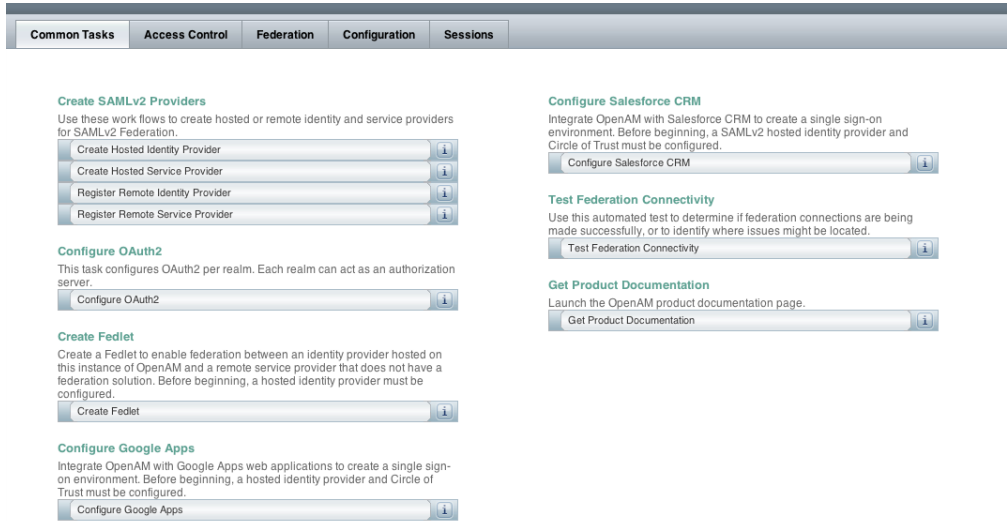 Common Tasks
Access Control
Federation
Configuration
Sessions
Create SAMLv2 Providers
Use these work flows to create hosted or remote identity and service providers
for SAMLv2 Federation.
Create Hosted Identity Provider
Create Hosted Service Provider
Register Remote Identity Provider
Register Remote Service Provider
Configure OAuth2
This task configures OAuth2 per realm. Each realm can act as an authorization
server.
Configure OAuth2
Create Fedlet
Create a Fedlet to enable federation between an identity provider hosted on
this instance of OpenAM and a remote service provider that does not have a
federation solution. Before beginning, a hosted identity provider must be
configured.
Create Fedlet
Configure Google Apps
Integrate OpenAM with Google Apps web applications to create a single sign-
on environment. Before beginning, a hosted identity provider and Circle of
Trust must be configured.
Configure Google Apps
Configure Salesforce CRM
Integrate OpenAM with Salesforce CRM to create a single sign-on
environment. Before beginning, a SAMLv2 hosted identity provider and
Circle of Trust must be configured.
Configure Salesforce CRM
Test Federation Connectivity
Use this automated test to determine if federation connections are being
made successfully, or to identify where issues might be located.
Test Federation Connectivity
Get Product Documentation
Launch the OpenAM product documentation page.
Get Product Documentation